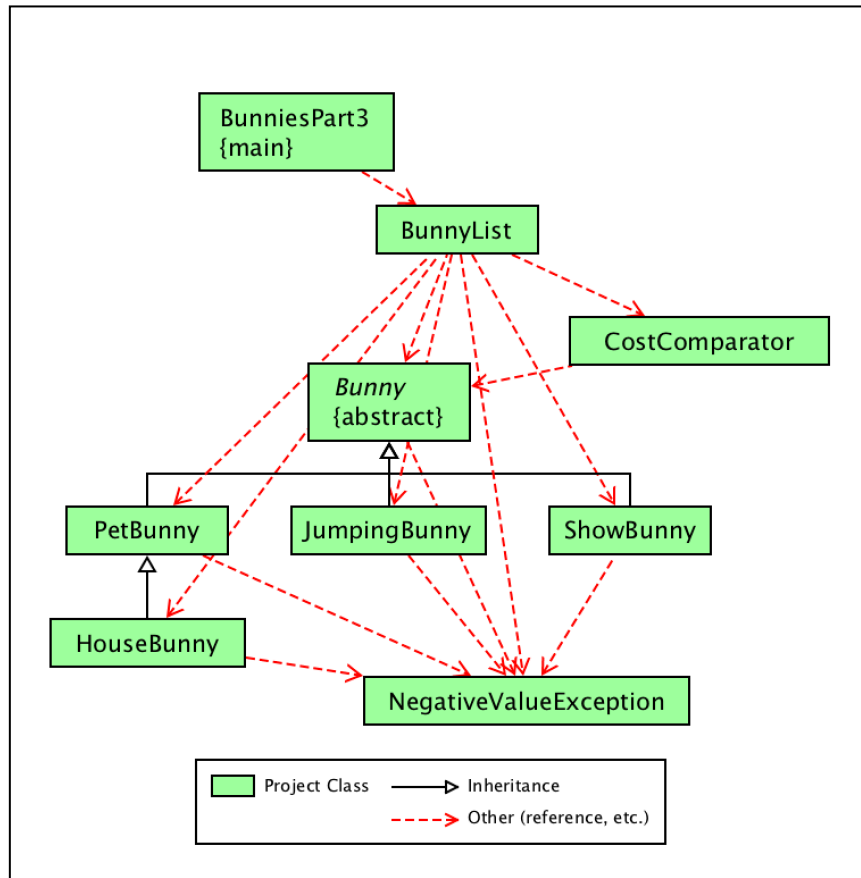 BunniesPart3
{main}
BunnyList
CostComparator
Bunny
{abstract}
PetBunny
JumpingBunny
ShowBunny
HouseBunny
NegativeValueException
Project Class
Inheritance
Other (reference, etc.)